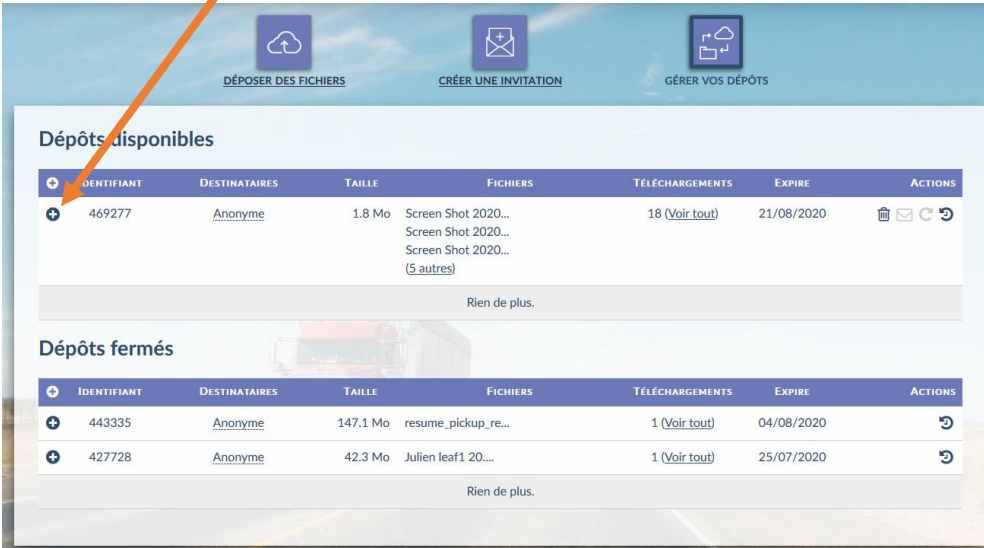 DÉPOSER DES FICHIERS CRÉER UNE INVITATION GÉRER VOS DÉPÔTS
Dépôts disponibles
IDENTIFIANT DESTINATAIRES TAILLE FICHIERS TÉLÉCHARGEMENTS EXPIRE ACTIONS
469277 Anonyme 1.8 Mo Screen Shot 2020... 18 (Voir tout) 21/08/2020
Screen Shot 2020...
Screen Shot 2020...
(5 autres)
Rien de plus.
Dépôts fermés
IDENTIFIANT DESTINATAIRES TAILLE FICHIERS TÉLÉCHARGEMENTS EXPIRE ACTIONS
443335 Anonyme 147.1 Mo resume_pickup_re... 1 (Voir tout) 04/08/2020
427728 Anonyme 42.3 Mo Julien leaf1 20.... 1 (Voir tout) 25/07/2020
Rien de plus.